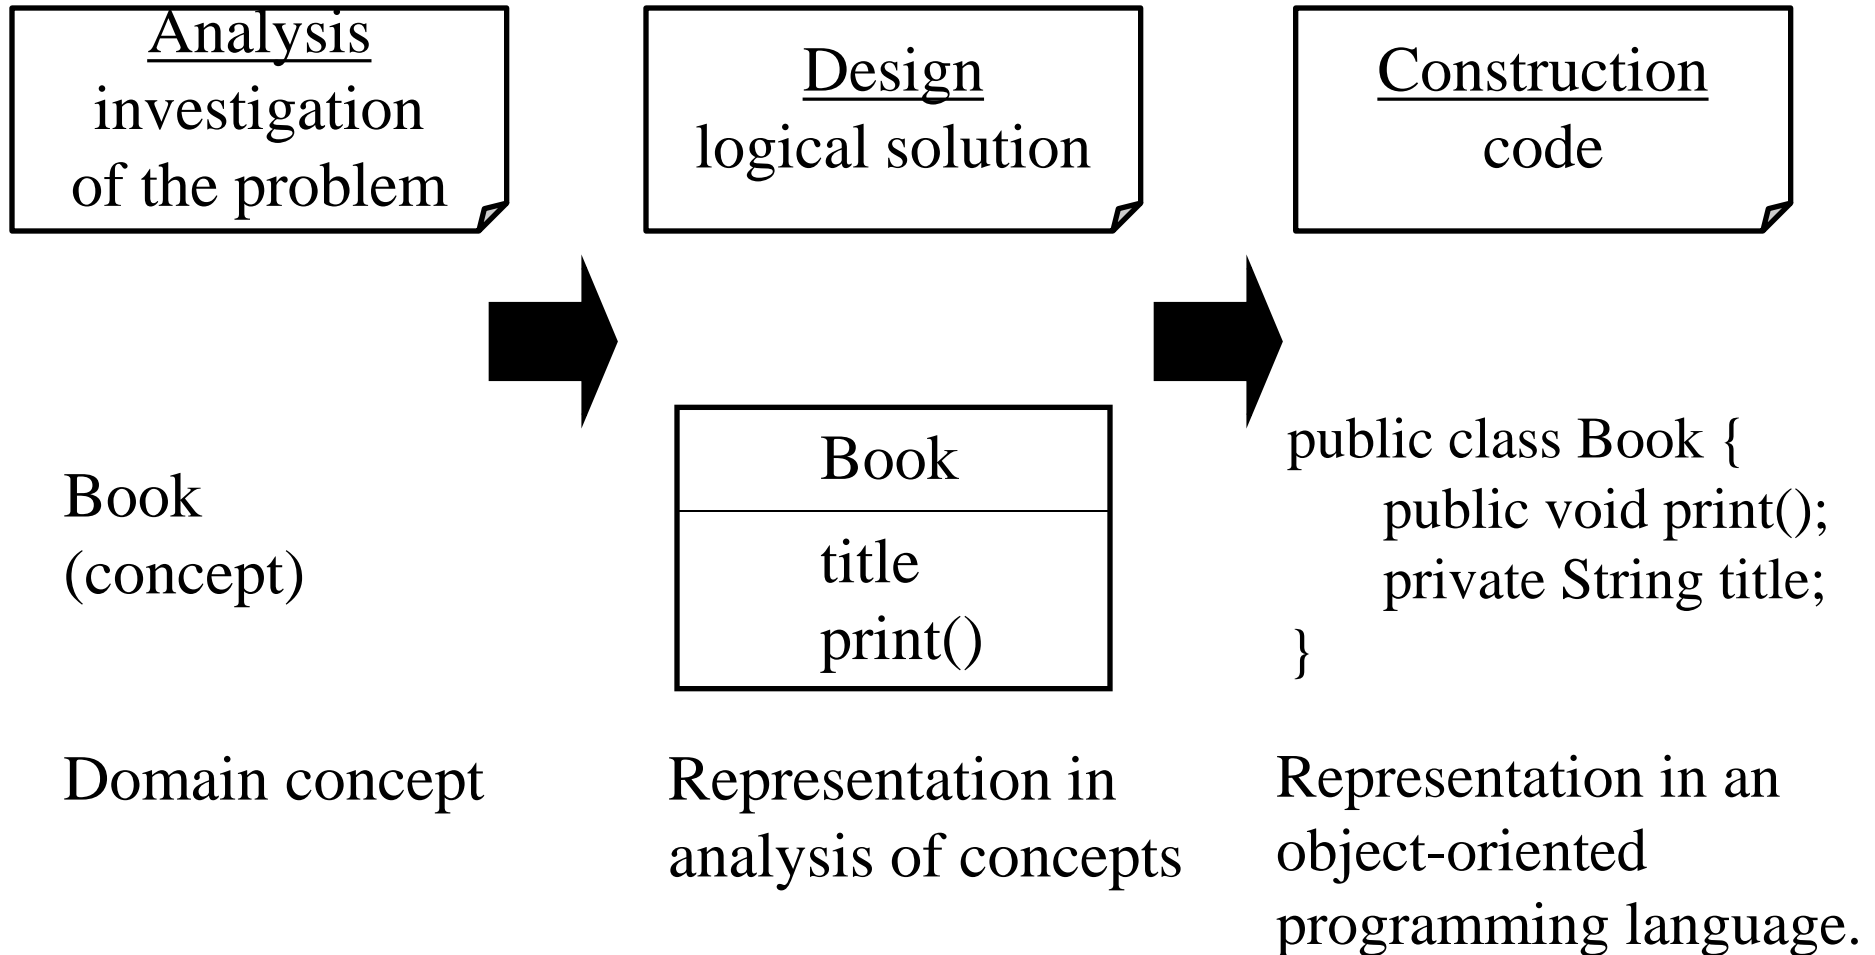 Analysis
investigation
of the problem
Design
logical solution
Construction
code
Book
(concept)
Book
title
print()
public class Book {
public void print();
private String title;
}
Domain concept
Representation in
analysis of concepts
Representation in an
object-oriented
programming language.